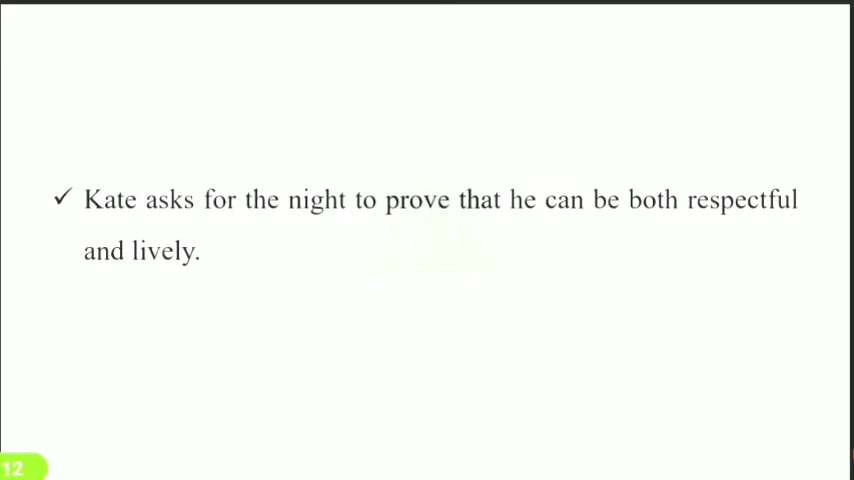 ✓ Kate asks for the night to prove that he can be both respectful
and lively.
12